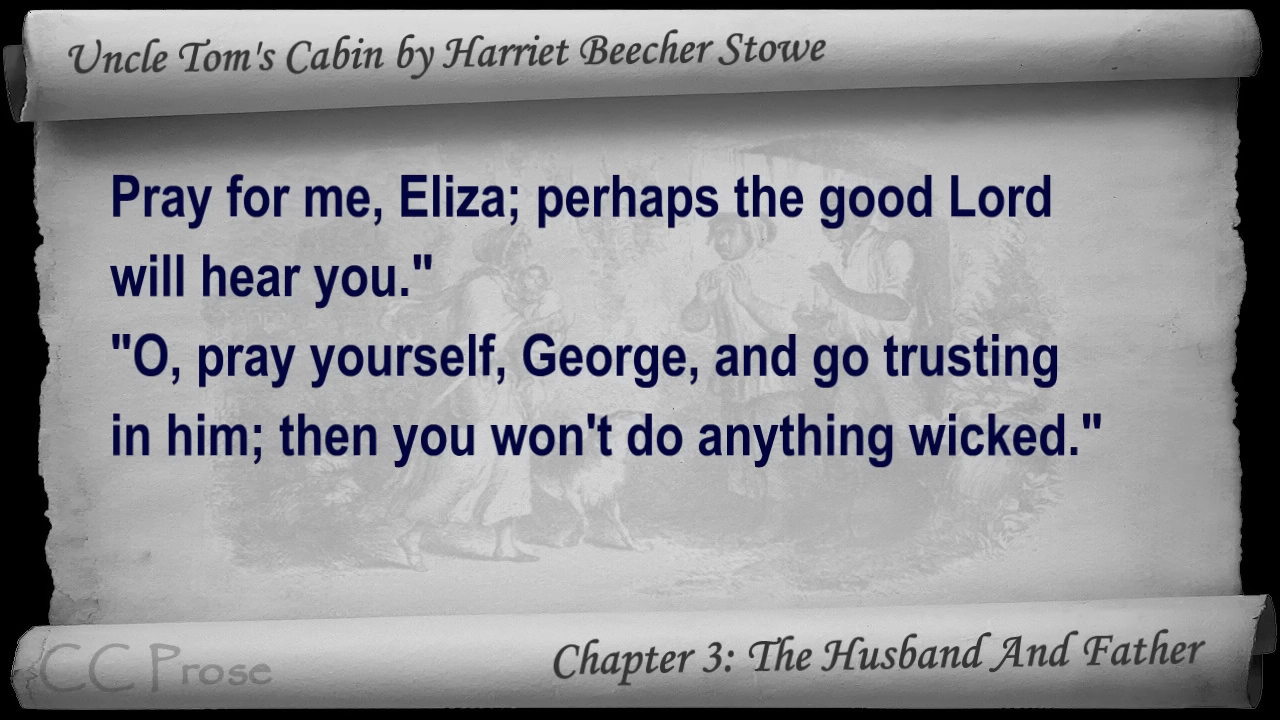 Uncle Tom's Cabin by Harriet Beecher Stowe
Pray for me, Eliza; perhaps the good Lord
will hear you."
"O, pray yourself, George, and go trusting
in him; then you won't do anything wicked."
CC Prose
Chapter 3: The Husband And Father